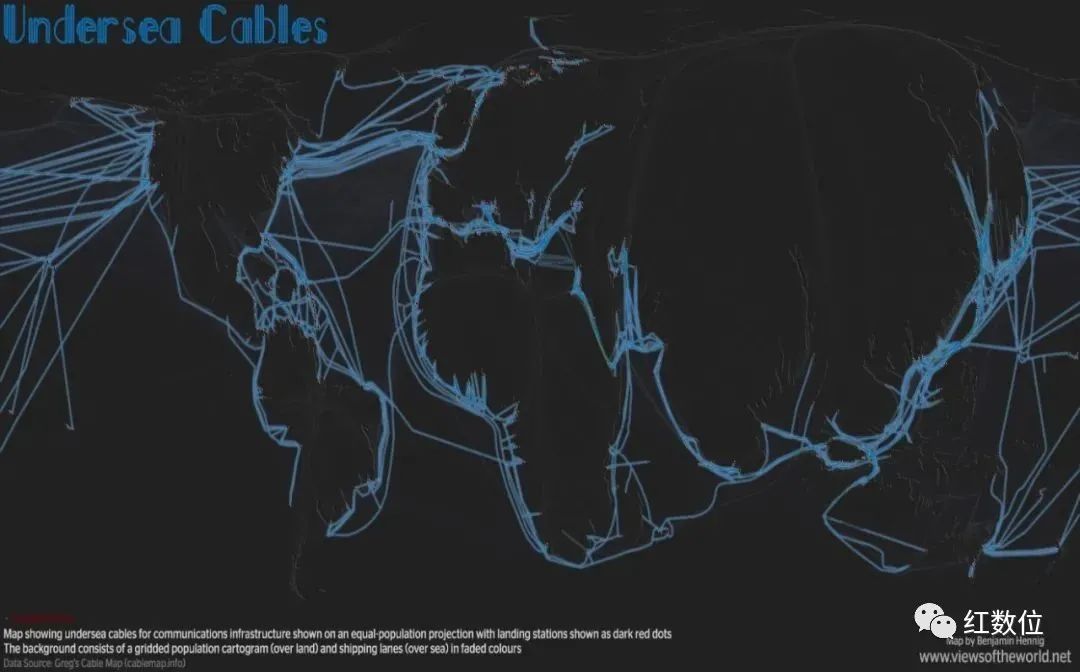 Undersea Cables
Map showing undersea cables for communications infrastructure shown on an equal-population projection with landing stations shown as dark red dots
The background consists of a gridded population cartogram (over land) and shipping lanes (over sea) in faded colours
Data Source: Greg's Cable Map (cablemap.info)
红数位
Map by Benjamin Hennig
www.viewsoftheworld.net